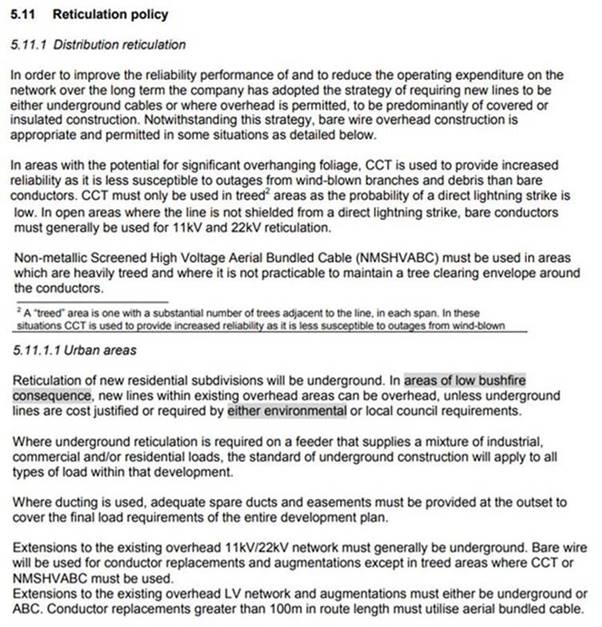 5.11 Reticulation policy
5.11.1 Distribution reticulation
In order to improve the reliability performance of and to reduce the operating expenditure on the
network over the long term the company has adopted the strategy of requiring new lines to be
either underground cables or where overhead is permitted, to be predominantly of covered or
insulated construction. Notwithstanding this strategy, bare wire overhead construction is
appropriate and permitted in some situations as detailed below.
In areas with the potential for significant overhanging foliage, CCT is used to provide increased
reliability as it is less susceptible to outages from wind-blown branches and debris than bare
conductors. CCT must only be used in treed² areas as the probability of a direct lightning strike is
low. In open areas where the line is not shielded from a direct lightning strike, bare conductors
must generally be used for 11kV and 22kV reticulation.
Non-metallic Screened High Voltage Aerial Bundled Cable (NMSHVABC) must be used in areas
which are heavily treed and where it is not practicable to maintain a tree clearing envelope around
the conductors.
² A "treed" area is one with a substantial number of trees adjacent to the line, in each span. In these
situations CCT is used to provide increased reliability as it is less susceptible to outages from wind-blown
5.11.1.1 Urban areas
Reticulation of new residential subdivisions will be underground. In areas of low bushfire
consequence, new lines within existing overhead areas can be overhead, unless underground
lines are cost justified or required by either environmental or local council requirements.
Where underground reticulation is required on a feeder that supplies a mixture of industrial,
commercial and/or residential loads, the standard of underground construction will apply to all
types of load within that development.
Where ducting is used, adequate spare ducts and easements must be provided at the outset to
cover the final load requirements of the entire development plan.
Extensions to the existing overhead 11kV/22kV network must generally be underground. Bare wire
will be used for conductor replacements and augmentations except in treed areas where CCT or
NMSHVABC must be used.
Extensions to the existing overhead LV network and augmentations must either be underground or
ABC. Conductor replacements greater than 100m in route length must utilise aerial bundled cable.